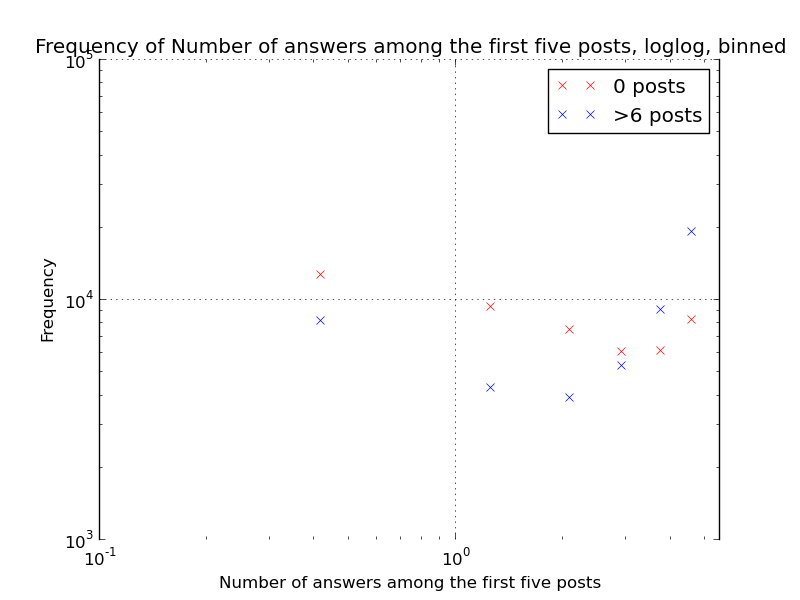 Frequency of Number of answers among the first five posts, loglog, binned
10^5
0 posts
>6 posts
Frequency
10^4
10^3
10^-1
10^0
Number of answers among the first five posts